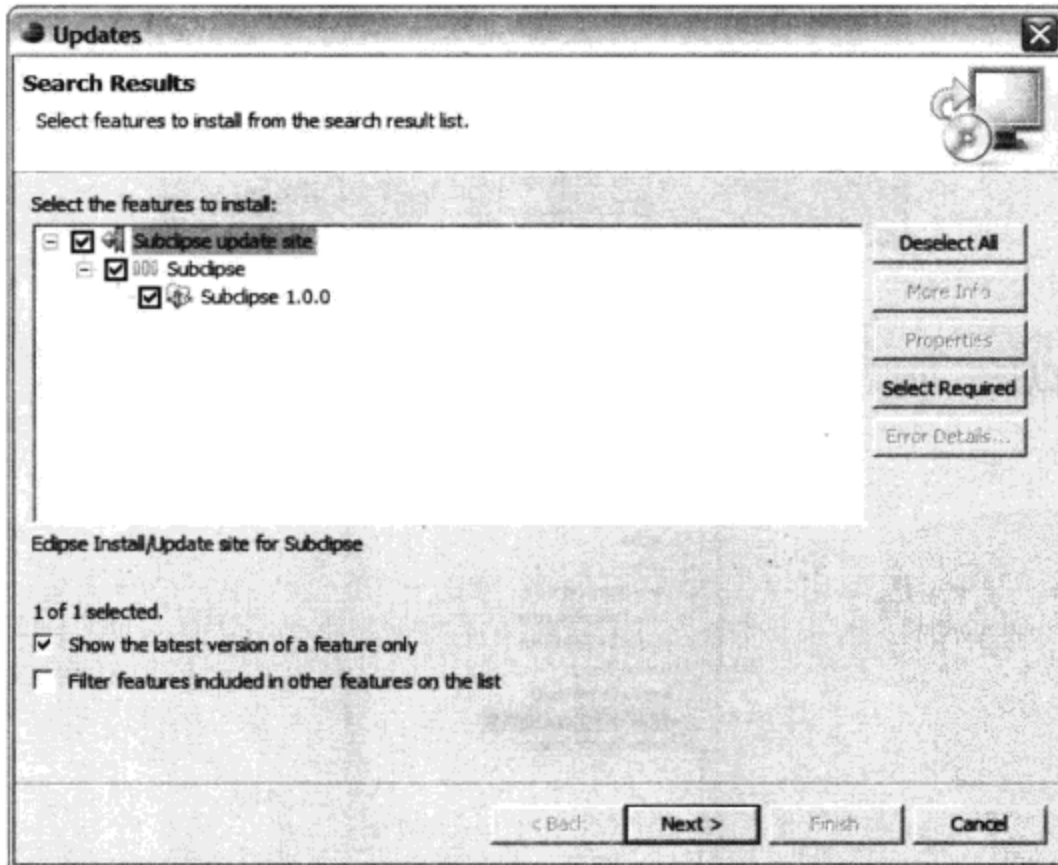 Updates
Search Results
Select features to install from the search result list.
Select the features to install:
Subclipse update site
Subclipse
Subclipse 1.0.0
Deselect All
More Info
Properties
Select Required
Error Details...
Eclipse Install/Update site for Subclipse
1 of 1 selected.
Show the latest version of a feature only
Filter features included in other features on the list
< Back
Next >
Finish
Cancel